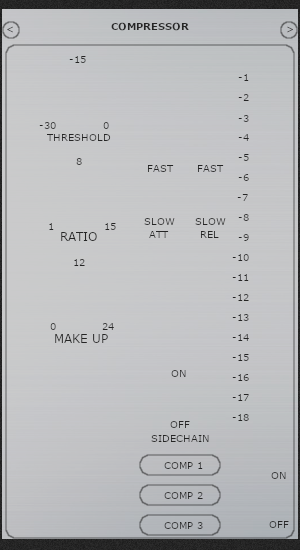 < COMPRESSOR >
-15
-30 0
THRESHOLD
8
1 15
RATIO
12
0 24
MAKE UP
FAST FAST
SLOW SLOW
ATT REL
ON
OFF
SIDECHAIN
COMP 1
COMP 2
COMP 3
-1
-2
-3
-4
-5
-6
-7
-8
-9
-10
-11
-12
-13
-14
-15
-16
-17
-18
ON
OFF